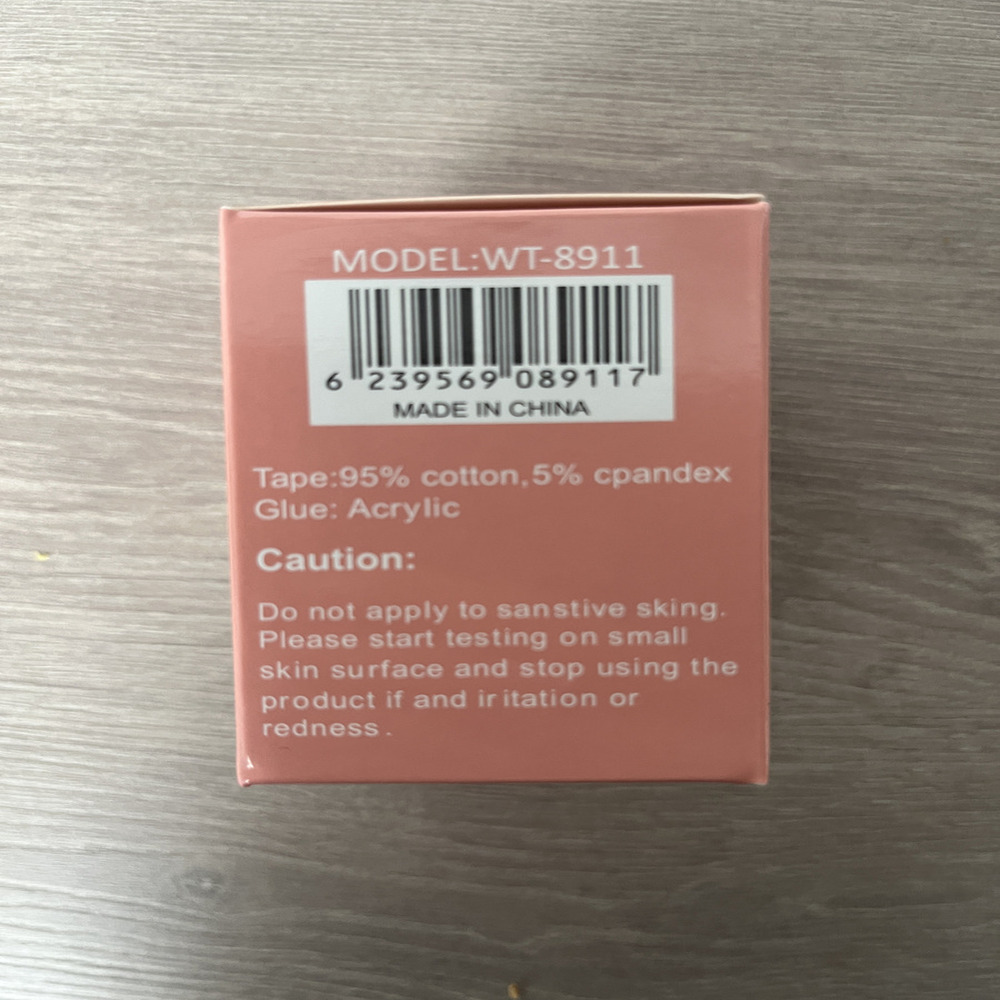 MODEL:WT-8911
6 239569 089117
MADE IN CHINA
Tape:95% cotton,5% cpandex
Glue: Acrylic
Caution:
Do not apply to sanstive sking.
Please start testing on small
skin surface and stop using the
product if and iritation or
redness.